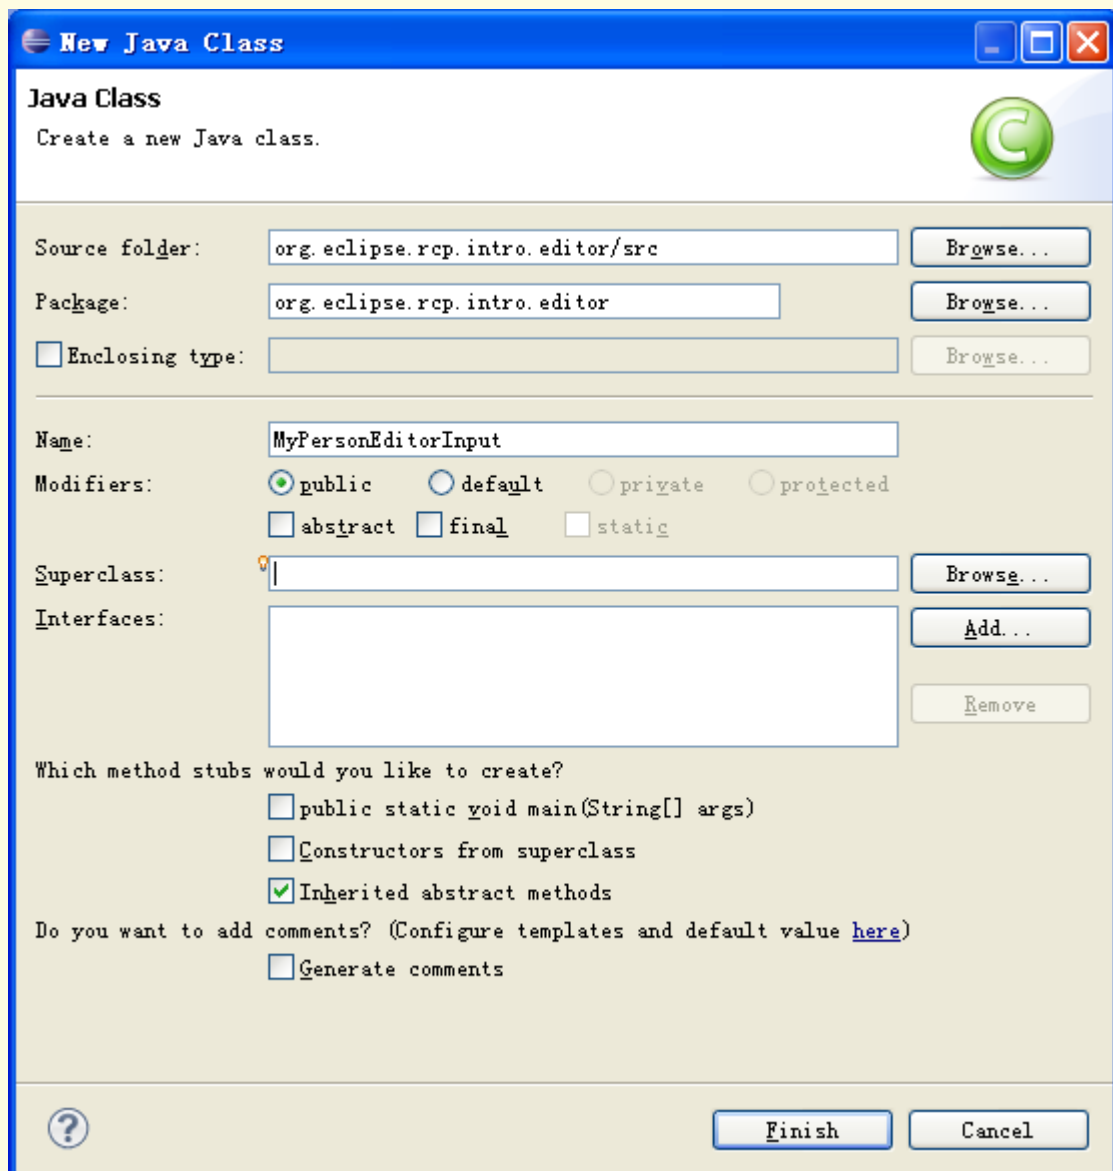 New Java Class
Java Class
Create a new Java class.
Source folder: org.eclipse.rcp.intro.editor/src Browse...
Package: org.eclipse.rcp.intro.editor Browse...
Enclosing type: Browse...
Name: MyPersonEditorInput
Modifiers: public default private protected
abstract final static
Superclass: Browse...
Interfaces: Add...
Remove
Which method stubs would you like to create?
public static void main(String[] args)
Constructors from superclass
Inherited abstract methods
Do you want to add comments? (Configure templates and default value here)
Generate comments
? Finish Cancel